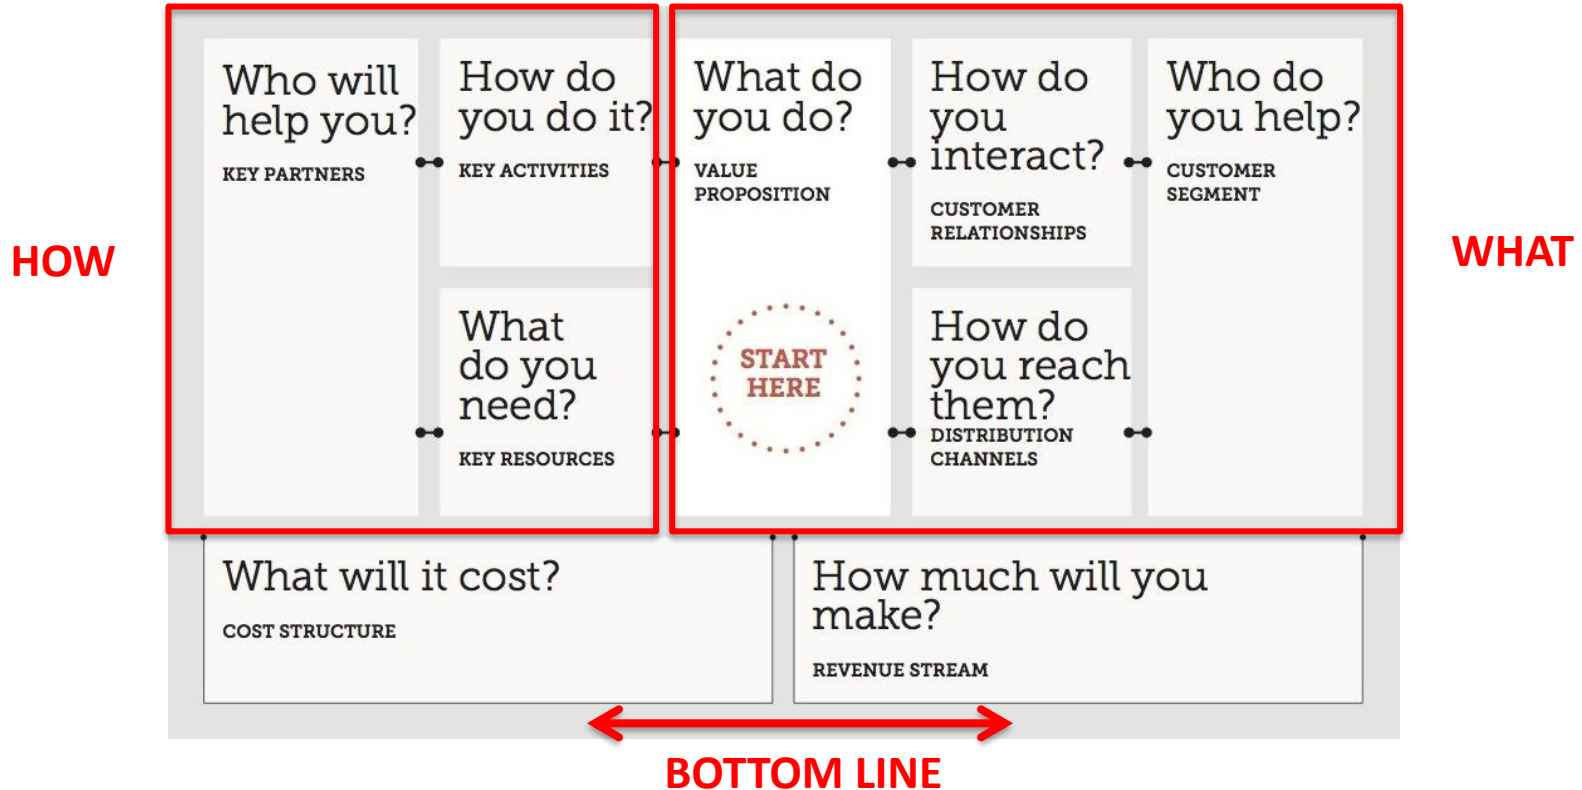 HOW
Who will
help you?
KEY PARTNERS
How do
you do it?
KEY ACTIVITIES
What
do you
need?
KEY RESOURCES
What do
you do?
VALUE
PROPOSITION
START
HERE
How do
you
interact?
CUSTOMER
RELATIONSHIPS
How do
you reach
them?
DISTRIBUTION
CHANNELS
Who do
you help?
CUSTOMER
SEGMENT
WHAT
What will it cost?
COST STRUCTURE
How much will you
make?
REVENUE STREAM
BOTTOM LINE